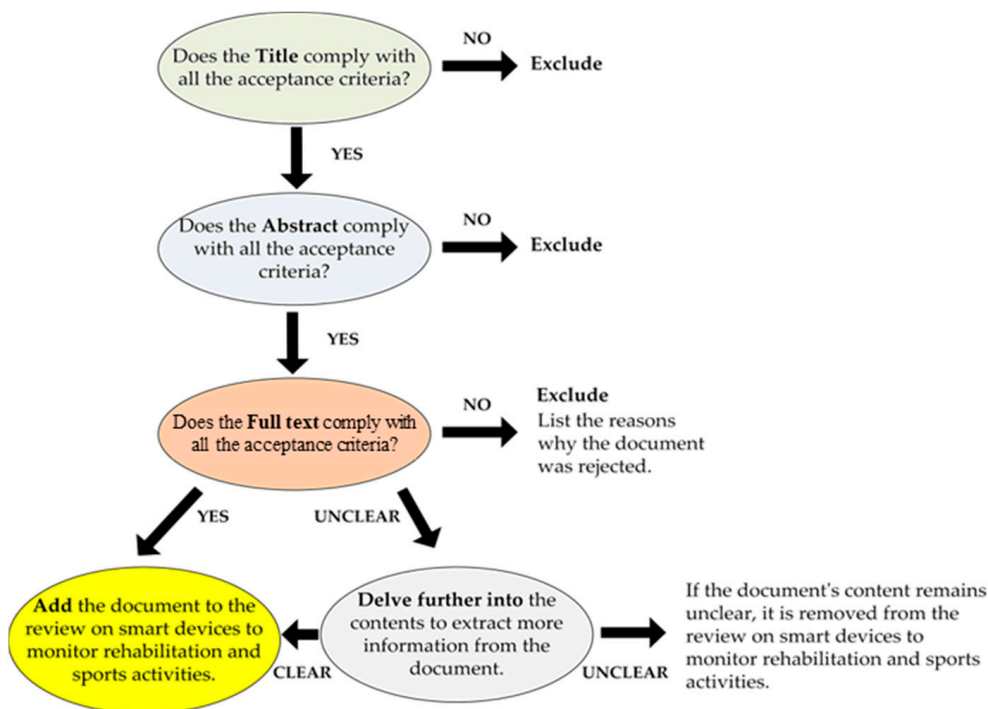 Does the Title comply with
all the acceptance criteria?
NO
Exclude
YES
Does the Abstract comply
with all the acceptance
criteria?
NO
Exclude
YES
Does the Full text comply with
all the acceptance criteria?
NO
Exclude
List the reasons
why the document
was rejected.
YES
UNCLEAR
Add the document to the
review on smart devices to
monitor rehabilitation and
sports activities.
CLEAR
Delve further into the
contents to extract more
information from the
document.
UNCLEAR
If the document's content remains
unclear, it is removed from the
review on smart devices to
monitor rehabilitation and sports
activities.